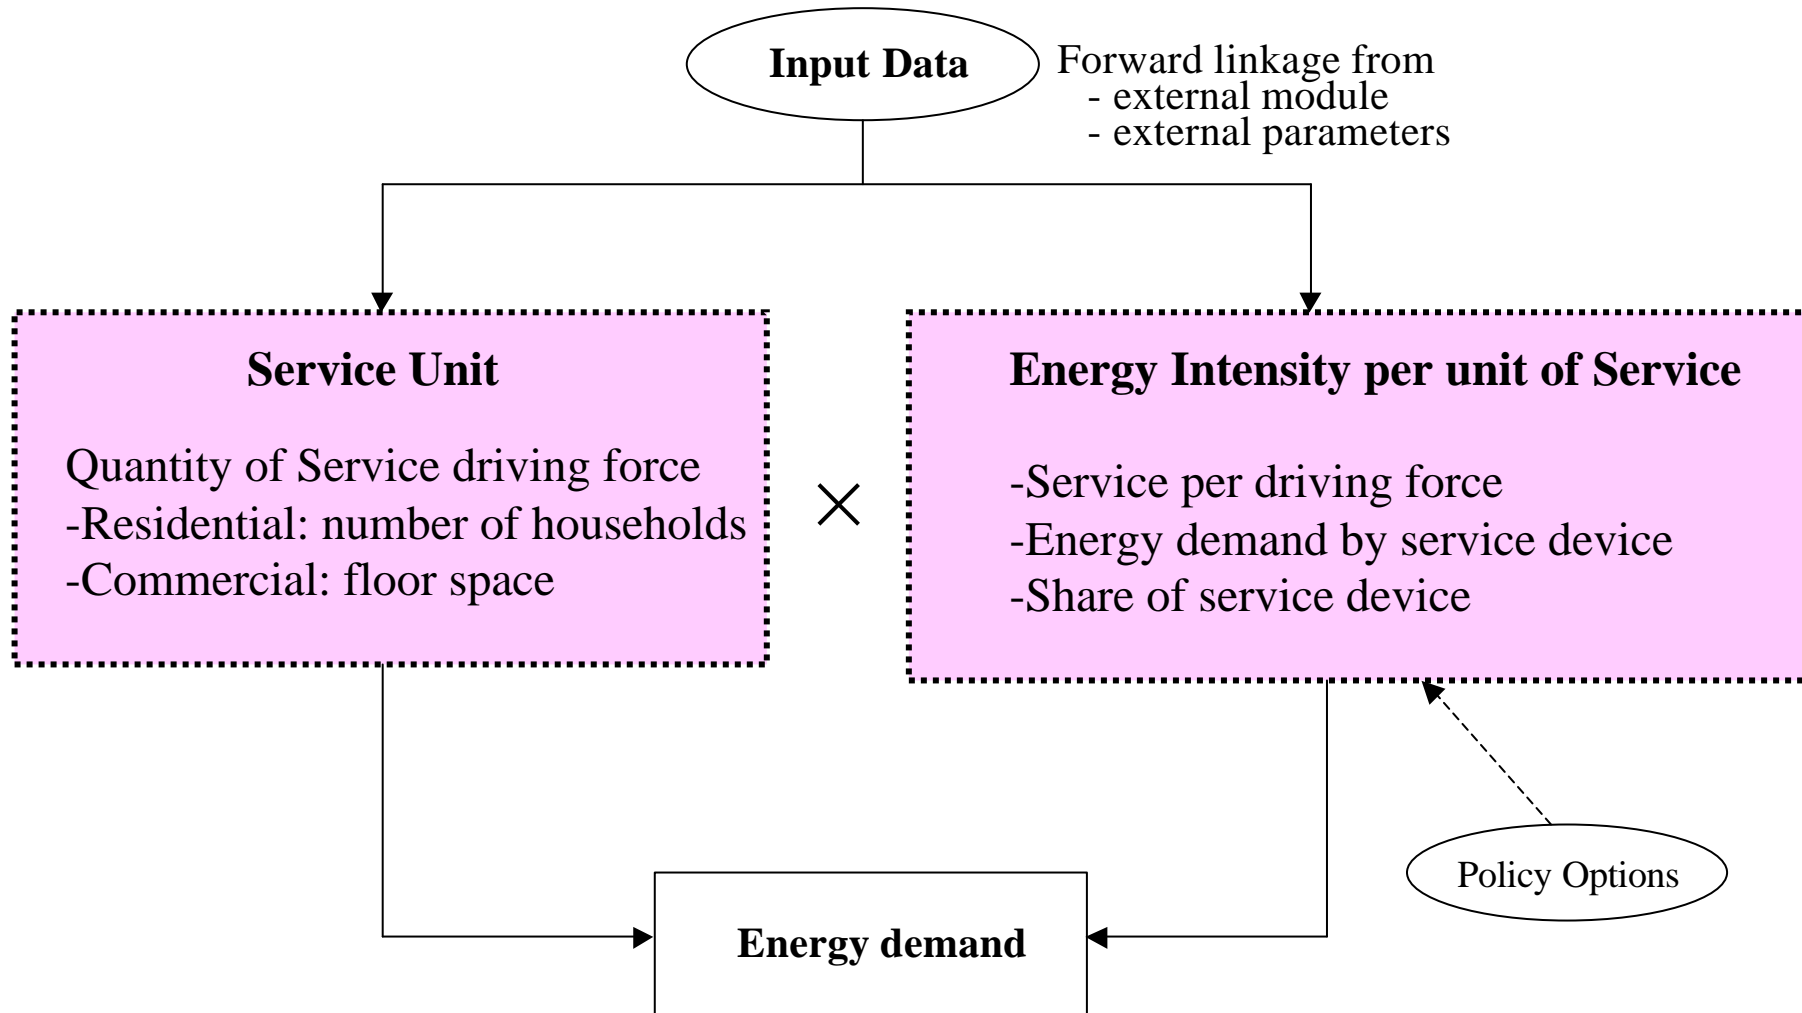 Input Data
Forward linkage from
- external module
- external parameters
Service Unit
Quantity of Service driving force
-Residential: number of households
-Commercial: floor space
×
Energy Intensity per unit of Service
-Service per driving force
-Energy demand by service device
-Share of service device
Policy Options
Energy demand